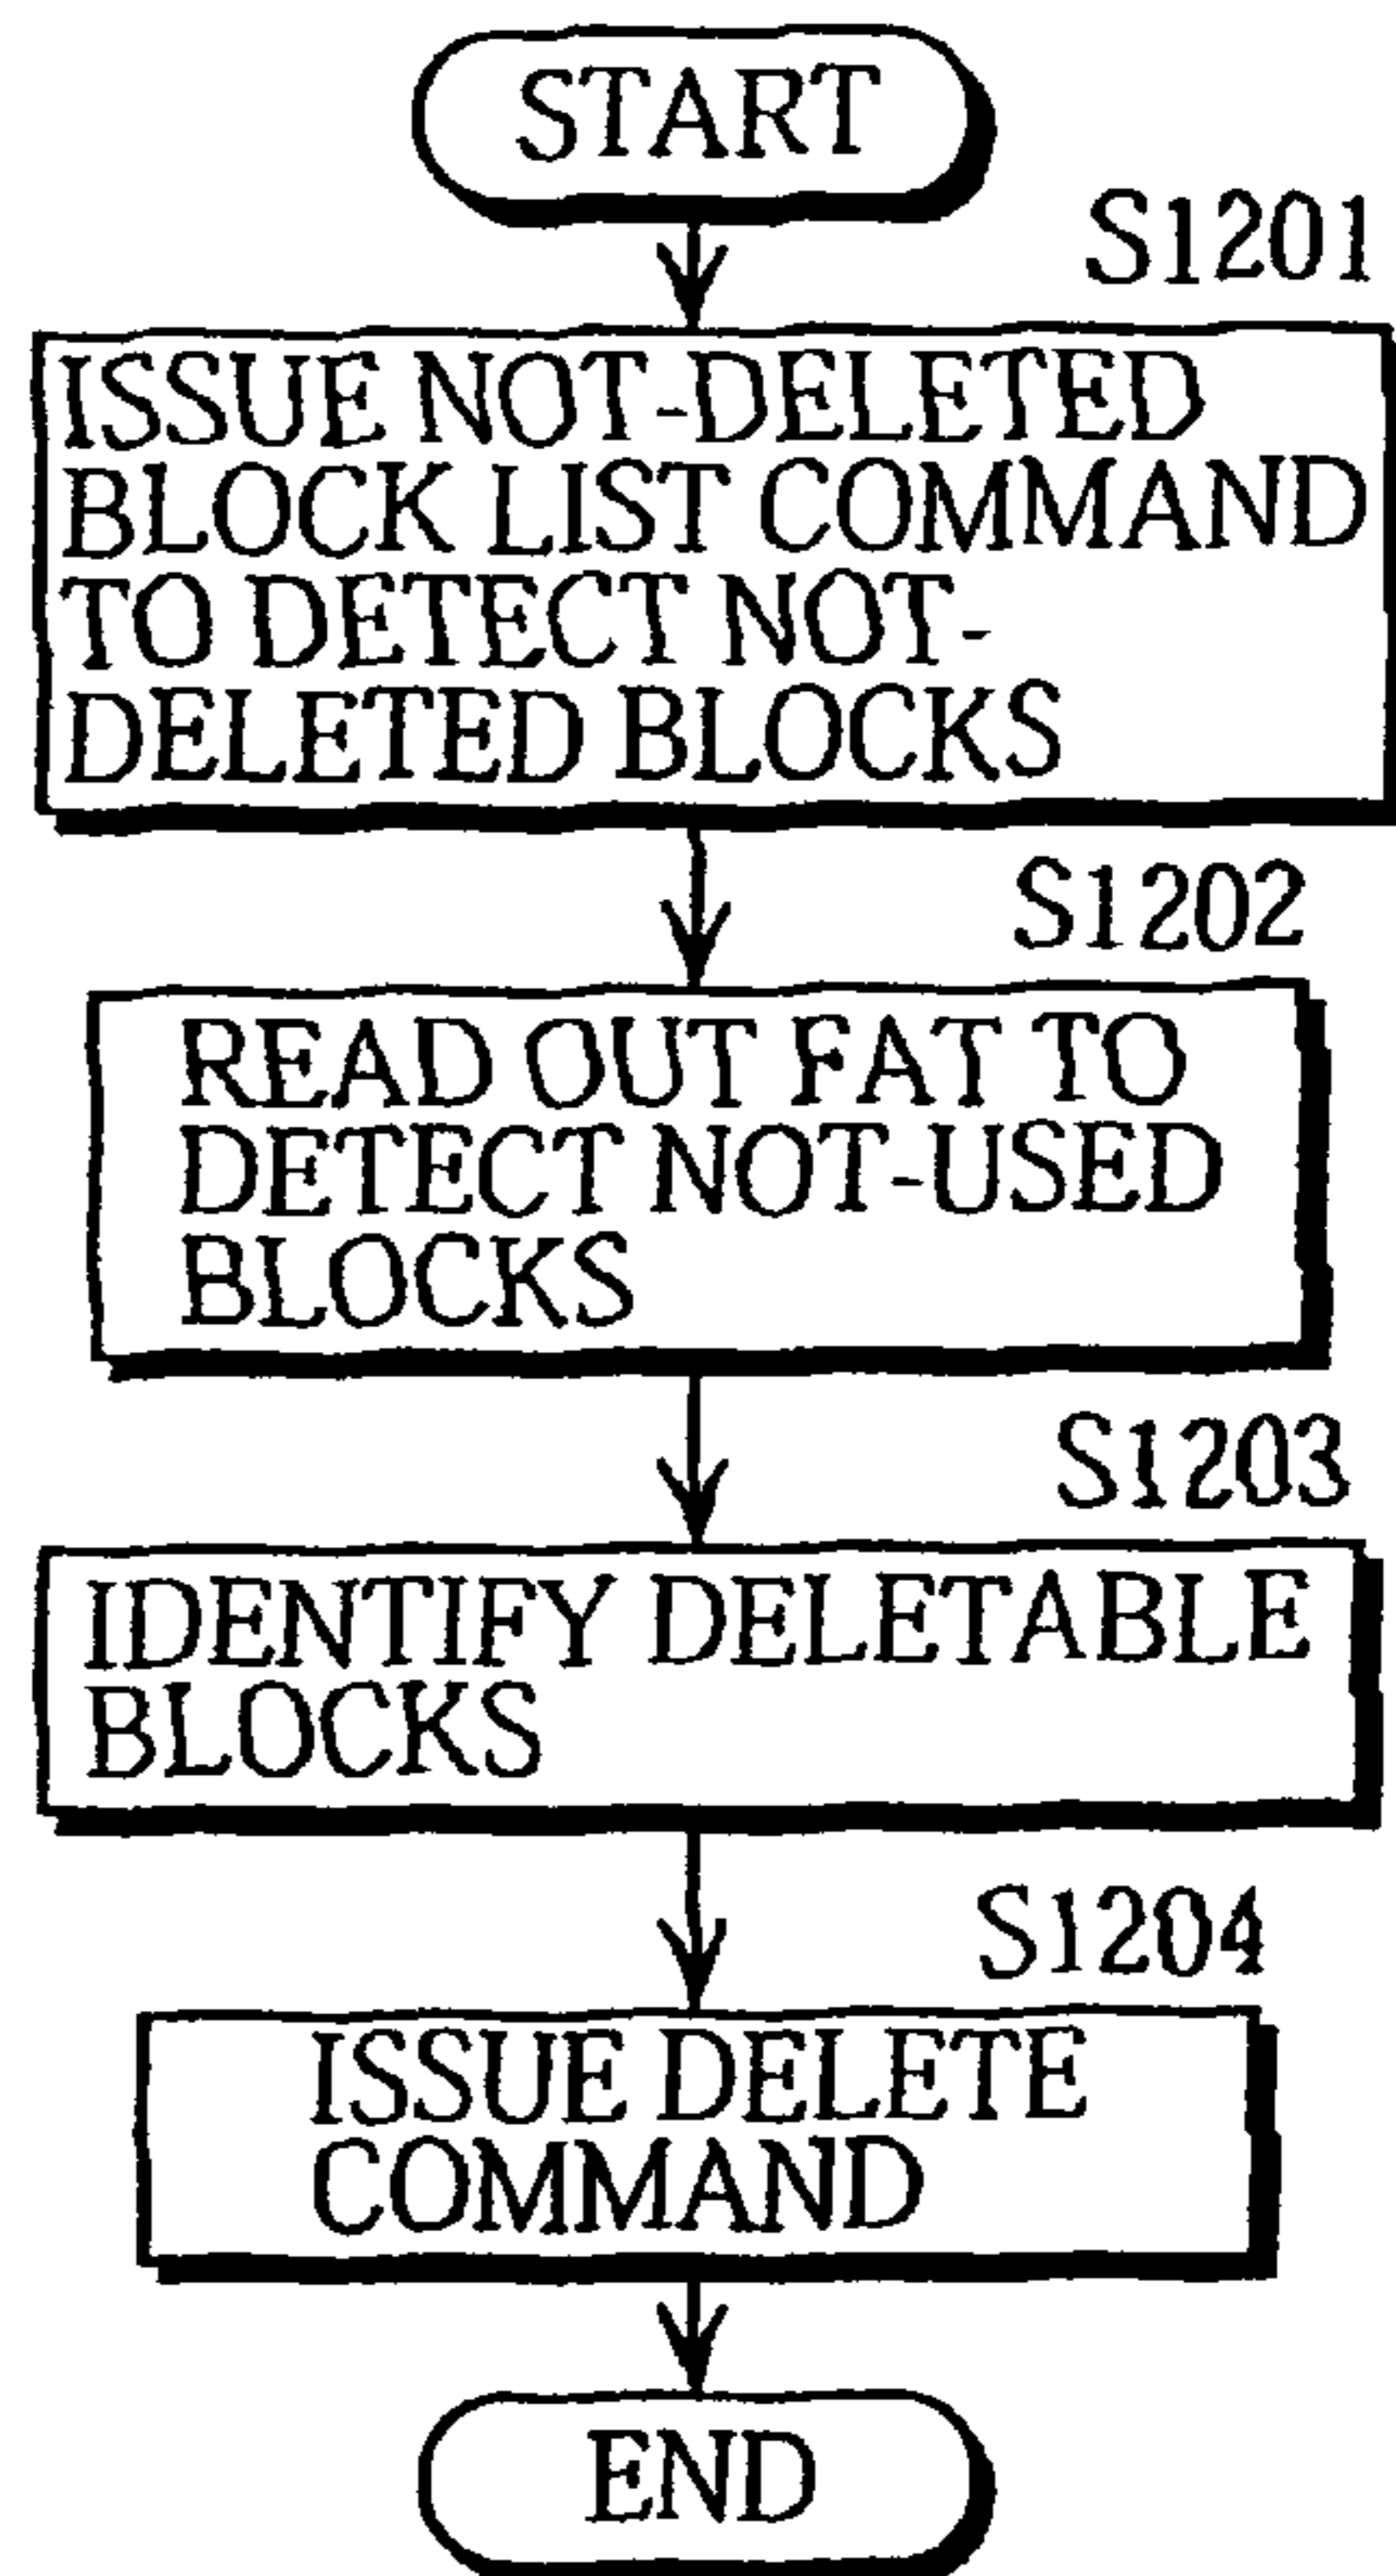 START
S1201
ISSUE NOT-DELETED
BLOCK LIST COMMAND
TO DETECT NOT-
DELETED BLOCKS
S1202
READ OUT FAT TO
DETECT NOT-USED
BLOCKS
S1203
IDENTIFY DELETABLE
BLOCKS
S1204
ISSUE DELETE
COMMAND
END